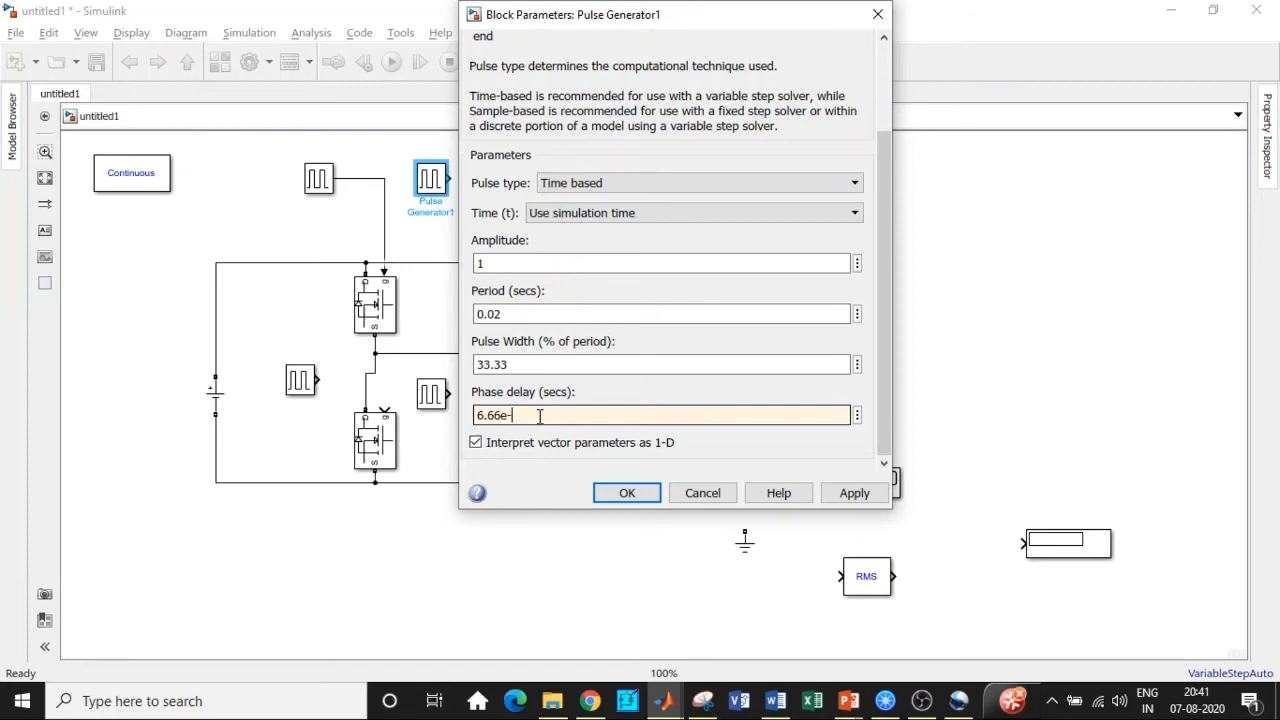 untitled1 * - Simulink
File Edit View Display Diagram Simulation Analysis Code Tools Help
untitled1
untitled1
Model Browser
Property Inspector
Continuous
Pulse
Generator1
g
S
g
S
RMS
Block Parameters: Pulse Generator1
end
Pulse type determines the computational technique used.
Time-based is recommended for use with a variable step solver, while
Sample-based is recommended for use with a fixed step solver or within
a discrete portion of a model using a variable step solver.
Parameters
Pulse type: Time based
Time (t): Use simulation time
Amplitude:
1
Period (secs):
0.02
Pulse Width (% of period):
33.33
Phase delay (secs):
6.66e-
Interpret vector parameters as 1-D
OK Cancel Help Apply
Ready 100% VariableStepAuto
Type here to search
ENG
IN
20:41
07-08-2020
1